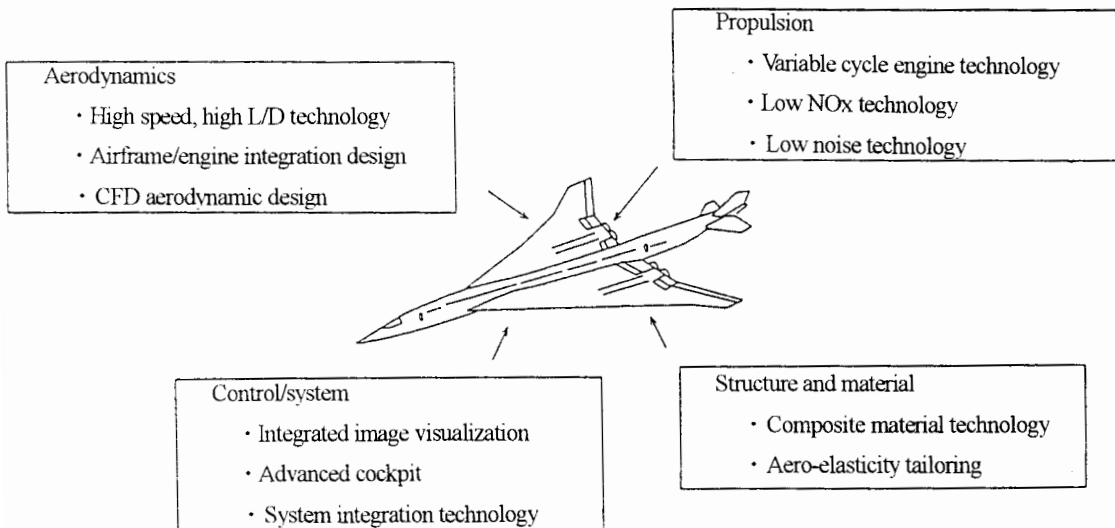 Aerodynamics
・High speed, high L/D technology
・Airframe/engine integration design
・CFD aerodynamic design
Propulsion
・Variable cycle engine technology
・Low NOx technology
・Low noise technology
Control/system
・Integrated image visualization
・Advanced cockpit
・System integration technology
Structure and material
・Composite material technology
・Aero-elasticity tailoring